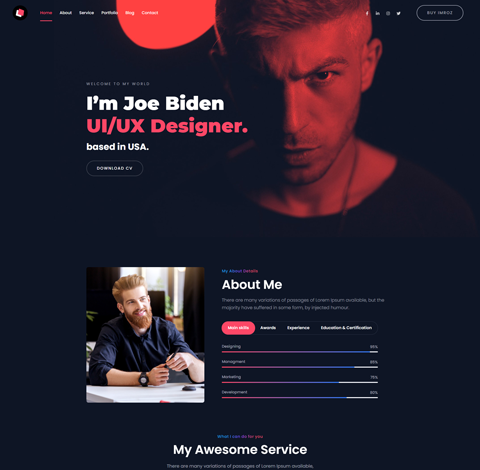 Home About Service Portfolio Blog Contact
BUY IMROZ
WELCOME TO MY WORLD
I'm Joe Biden
UI/UX Designer.
based in USA.
DOWNLOAD CV
My About Details
About Me
There are many variations of passages of Lorem Ipsum available, but the
majority have suffered in some form, by injected humour.
Main skills Awards Experience Education & Certification
Designing
Management
Marketing 75%
Development
What I can do for you
My Awesome Service
There are many variations of passages of Lorem Ipsum available,